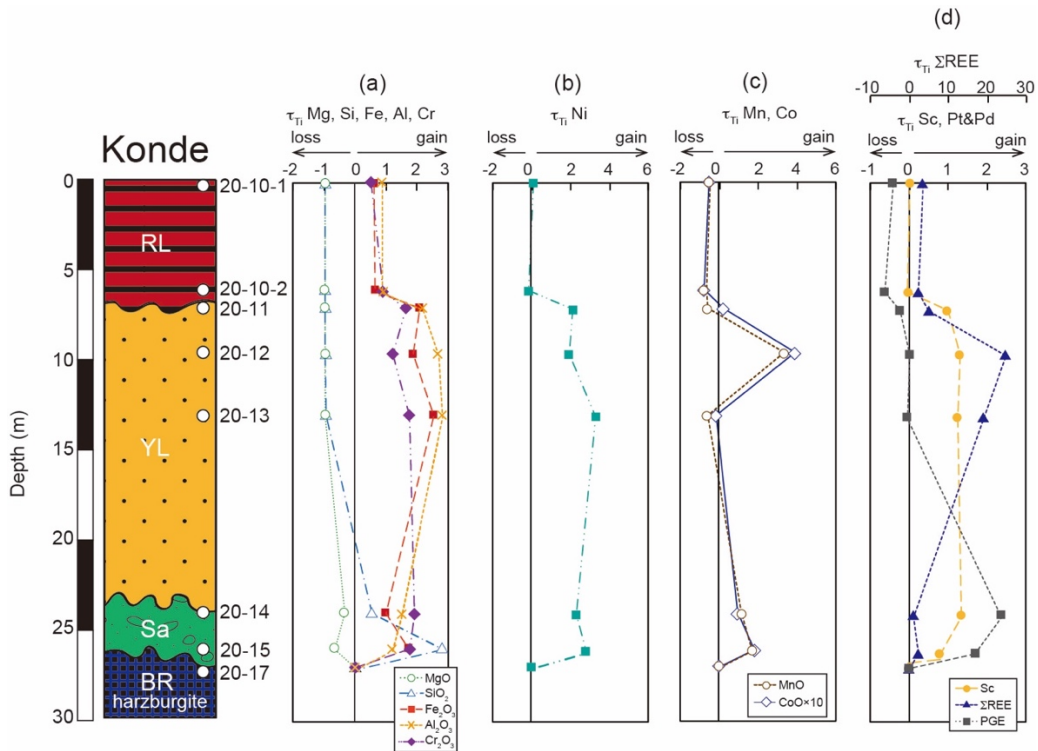 (d)
τTi ΣREE
-10 0 10 20 30
(a) (b) (c)
τTi Mg, Si, Fe, Al, Cr τTi Ni τTi Mn, Co τTi Sc, Pt&Pd
loss gain loss gain loss gain loss gain
Konde
-2 -1 0 1 2 3 -2 0 2 4 6 -2 0 2 4 6 -1 0 1 2 3
0 20-10-1
RL
5
20-10-2
20-11
10 20-12
20-13
15 YL
20
20-14
25 Sa
20-15
BR 20-17
harzburgite
30
Depth (m)
MgO
SiO₂
Fe₂O₃
Al₂O₃
Cr₂O₃
MnO
CoO×10
Sc
ΣREE
PGE